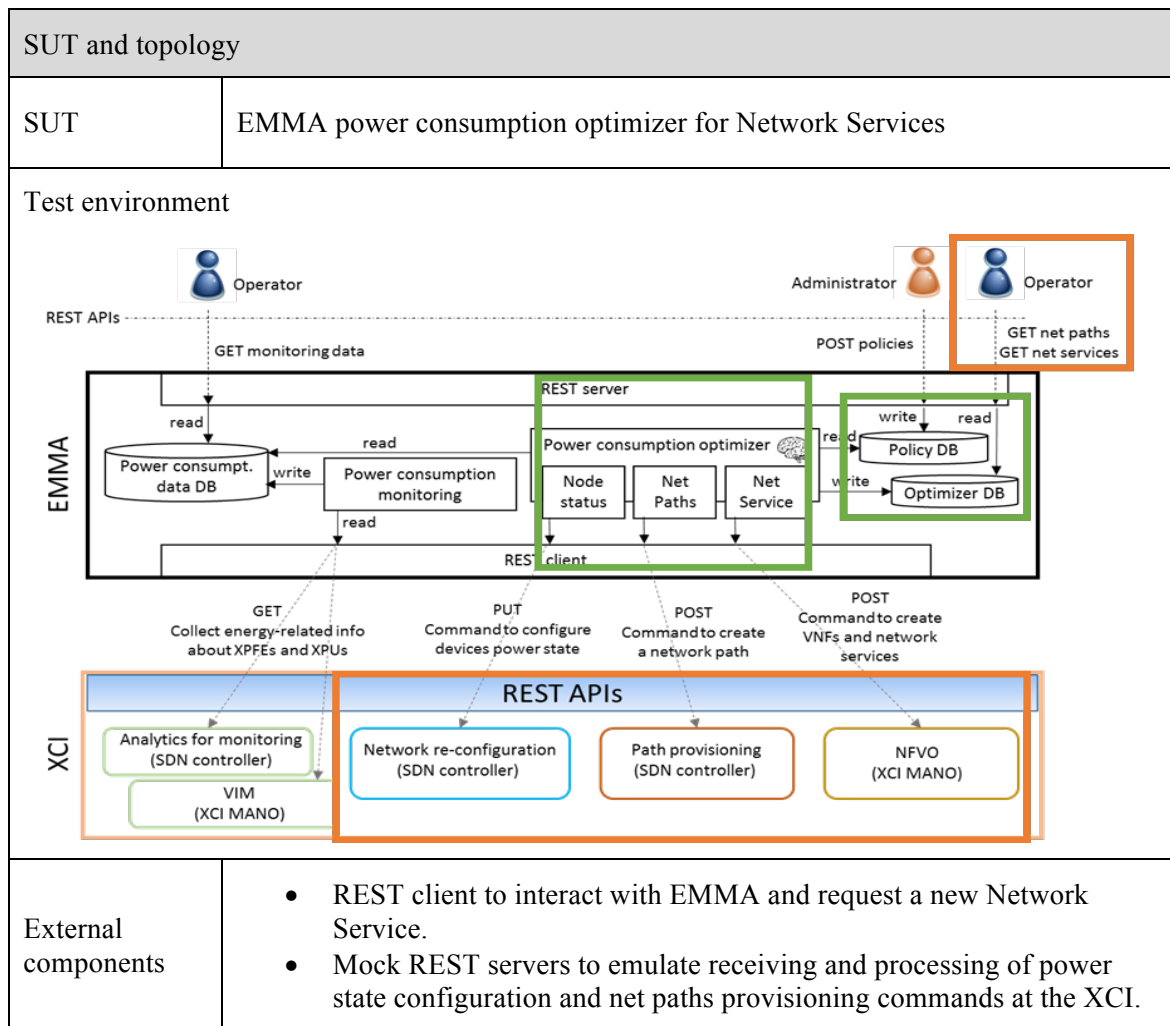 SUT and topology
SUT
EMMA power consumption optimizer for Network Services
Test environment
Operator
Administrator
Operator
REST APIs
GET monitoring data
POST policies
GET net paths
GET net services
REST server
EMMA
read
read
write
Power consumpt.
data DB
Power consumption
monitoring
read
Power consumption optimizer
Node
status
Net
Paths
Net
Service
read
write
write
read
Policy DB
Optimizer DB
REST client
GET
Collect energy-related info
about XPFEs and XPUs
PUT
Command to configure
devices power state
POST
Command to create
a network path
POST
Command to create
VNFs and network
services
XCI
REST APIs
Analytics for monitoring
(SDN controller)
VIM
(XCI MANO)
Network re-configuration
(SDN controller)
Path provisioning
(SDN controller)
NFVO
(XCI MANO)
External
components
• REST client to interact with EMMA and request a new Network
Service.
• Mock REST servers to emulate receiving and processing of power
state configuration and net paths provisioning commands at the XCI.